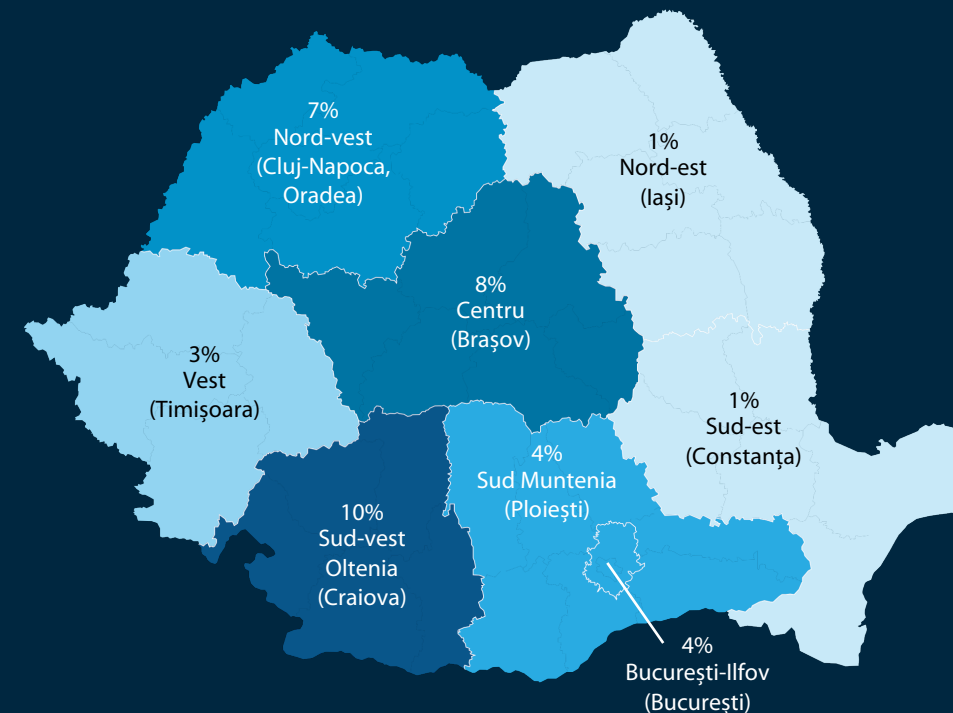 7%
Nord-vest
(Cluj-Napoca,
Oradea)
1%
Nord-est
(Iași)
8%
Centru
(Brașov)
3%
Vest
(Timișoara)
1%
Sud-est
(Constanța)
4%
Sud Muntenia
(Ploiești)
10%
Sud-vest
Oltenia
(Craiova)
4%
București-Ilfov
(București)